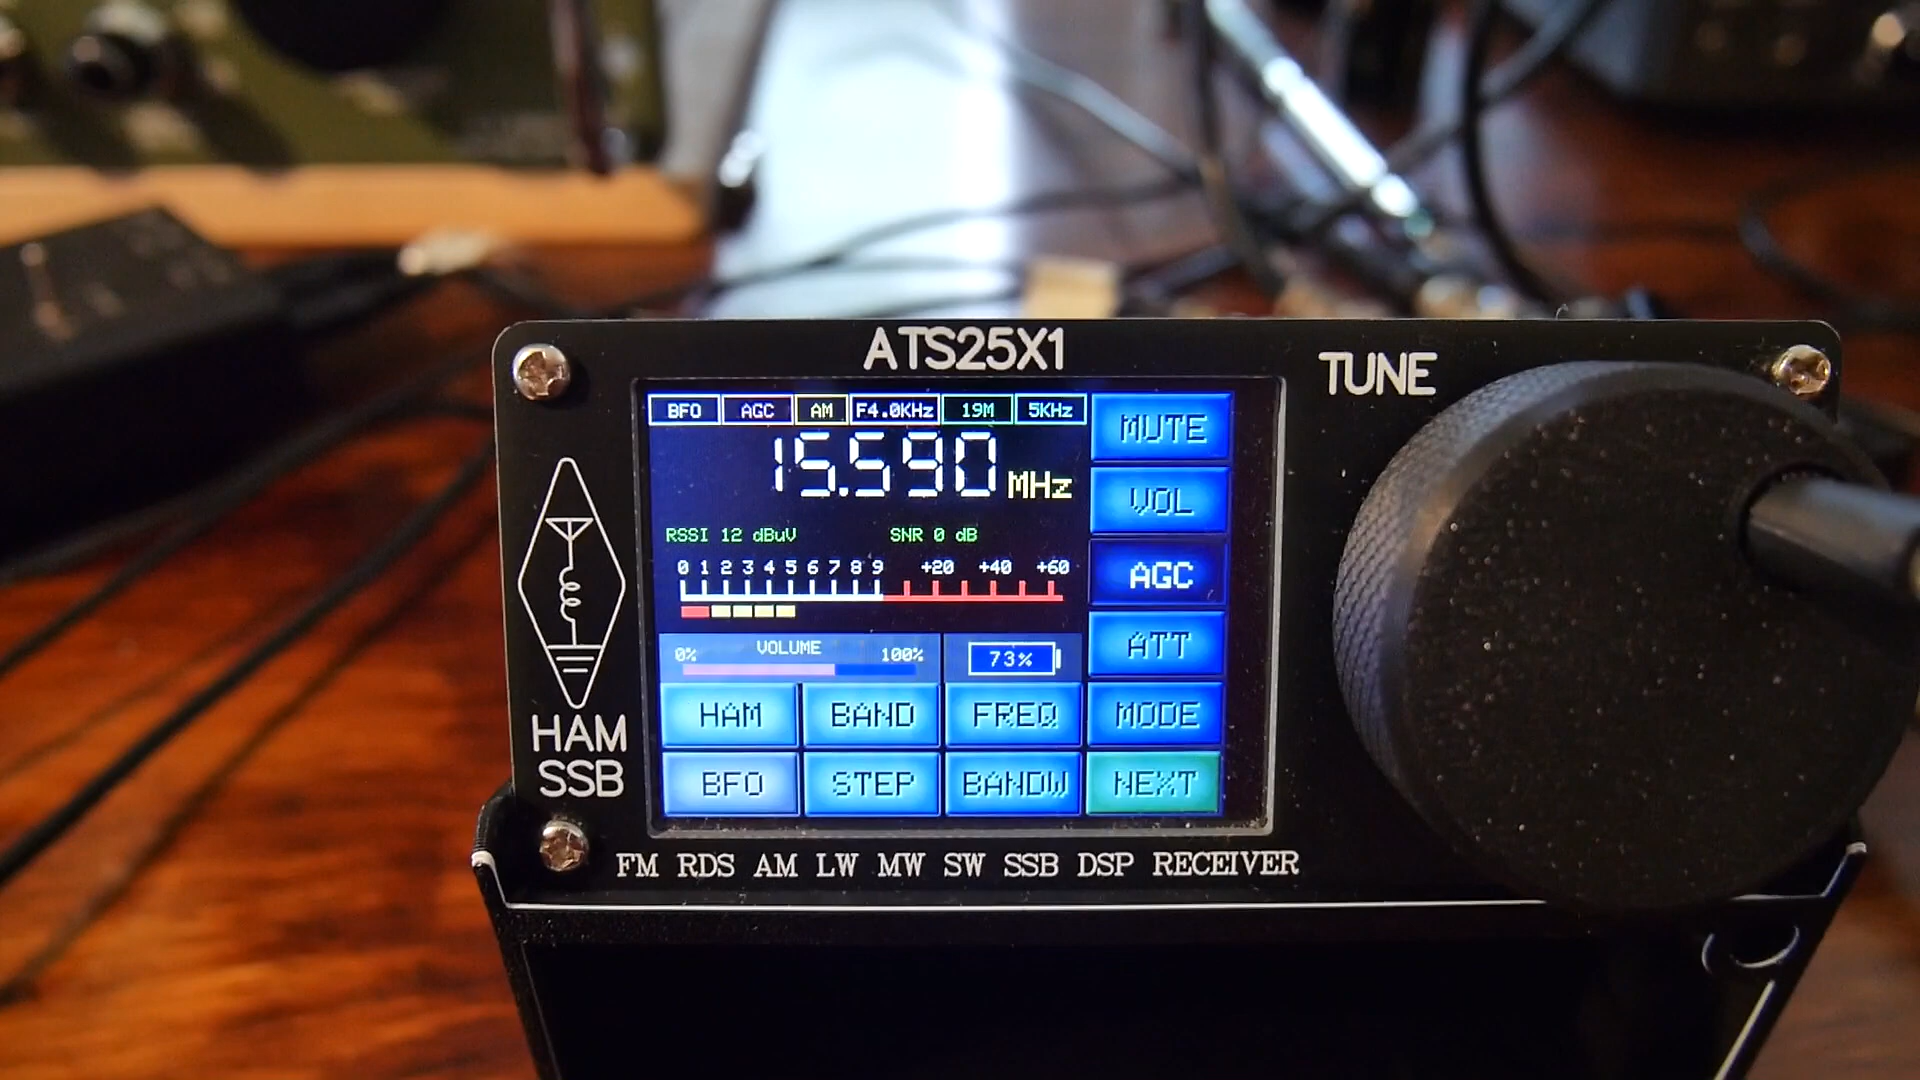 ATS25X1
TUNE
BFO AGC AM F4.0KHz 19M 5KHz
15.590 MHz
RSSI 12 dBuV SNR 0 dB
0 1 2 3 4 5 6 7 8 9 +20 +40 +60
0% VOLUME 100% 73%
MUTE
VOL
AGC
ATT
HAM BAND FREQ MODE
BFO STEP BANDW NEXT
HAM
SSB
FM RDS AM LW MW SW SSB DSP RECEIVER